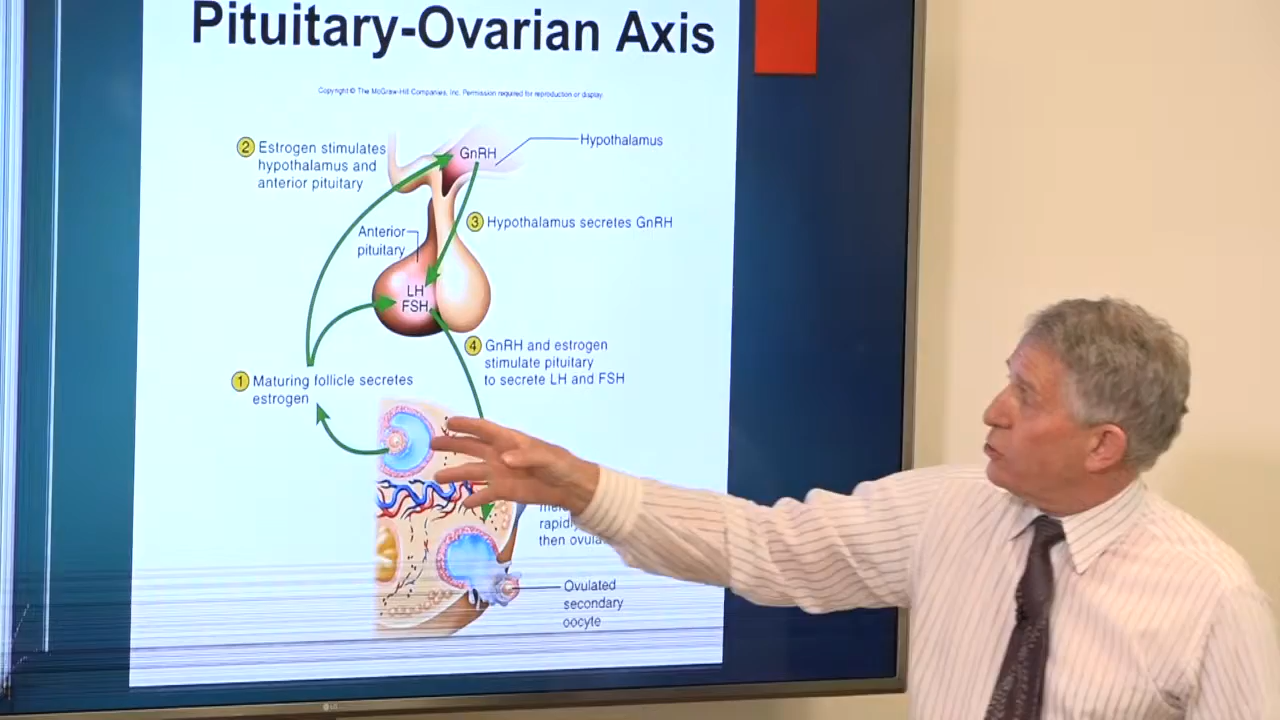 Pituitary-Ovarian Axis
Copyright © The McGraw-Hill Companies, Inc. Permission required for reproduction or display.
2 Estrogen stimulates
hypothalamus and
anterior pituitary
GnRH
Hypothalamus
3 Hypothalamus secretes GnRH
Anterior
pituitary
LH
FSH
4 GnRH and estrogen
stimulate pituitary
to secrete LH and FSH
1 Maturing follicle secretes
estrogen
then
Ovulated
secondary
oocyte
LG